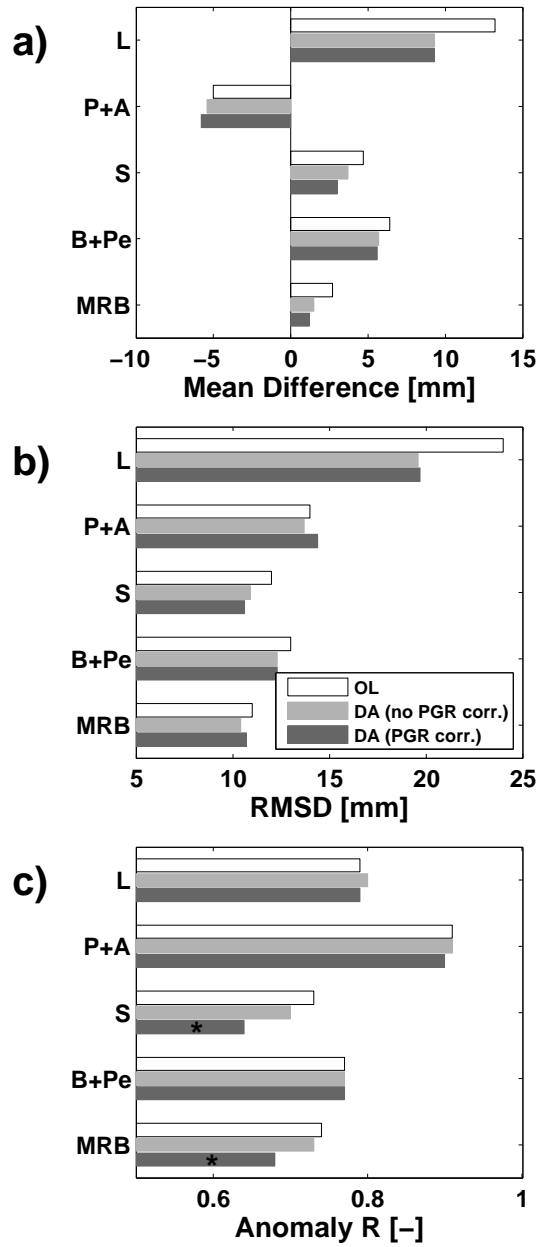 a)
L
P+A
S
B+Pe
MRB
−10 −5 0 5 10 15
Mean Difference [mm]
b)
L
P+A
S
B+Pe
MRB
OL
DA (no PGR corr.)
DA (PGR corr.)
5 10 15 20 25
RMSD [mm]
c)
L
P+A
S
*
B+Pe
MRB
*
0.6 0.8 1
Anomaly R [-]